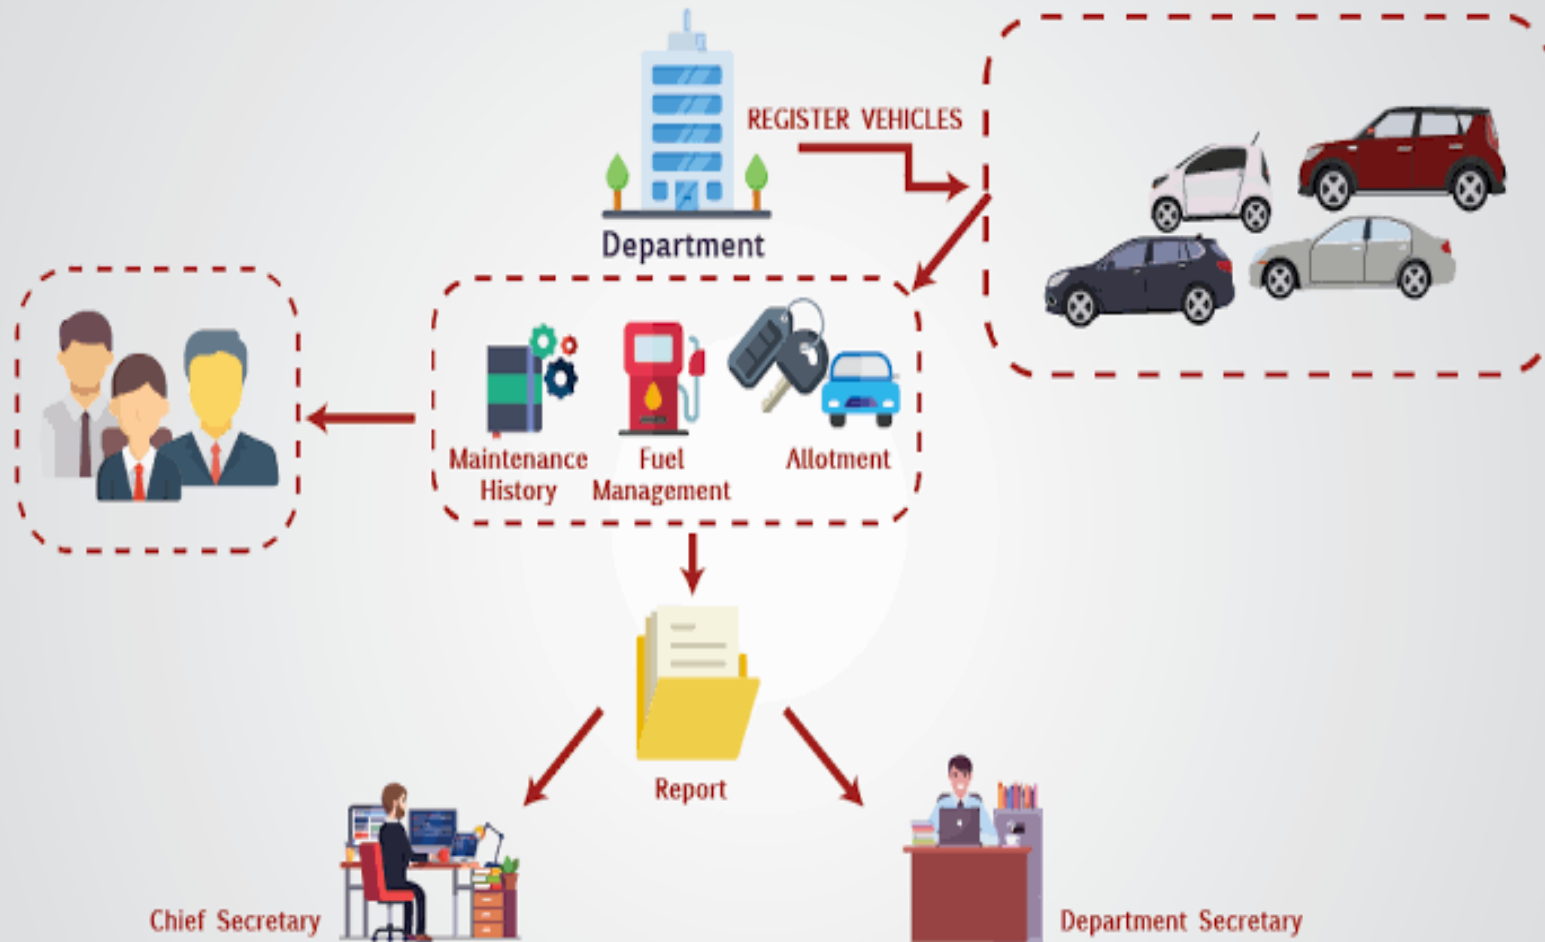 REGISTER VEHICLES
Department
Maintenance
History
Fuel
Management
Allotment
Report
Chief Secretary
Department Secretary